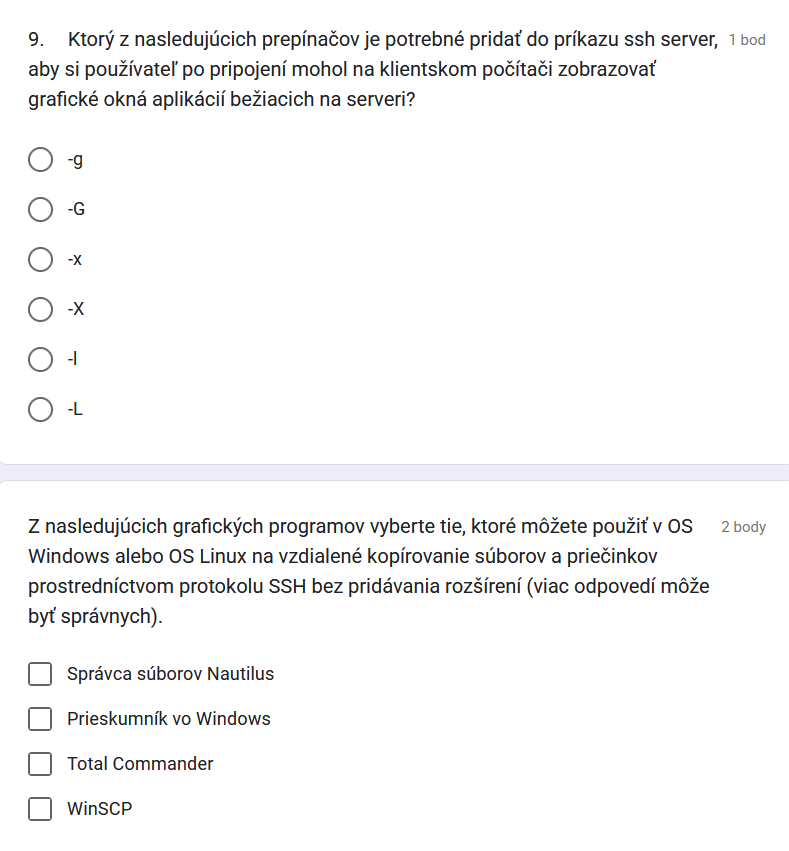 9. Ktorý z nasledujúcich prepínačov je potrebné pridať do príkazu ssh server, 1 bod
aby si používateľ po pripojení mohol na klientskom počítači zobrazovať
grafické okná aplikácií bežiacich na serveri?
-g
-G
-x
-X
-l
-L
Z nasledujúcich grafických programov vyberte tie, ktoré môžete použiť v OS 2 body
Windows alebo OS Linux na vzdialené kopírovanie súborov a priečinkov
prostredníctvom protokolu SSH bez pridávania rozšírení (viac odpovedí môže
byť správnych).
Správca súborov Nautilus
Prieskumník vo Windows
Total Commander
WinSCP